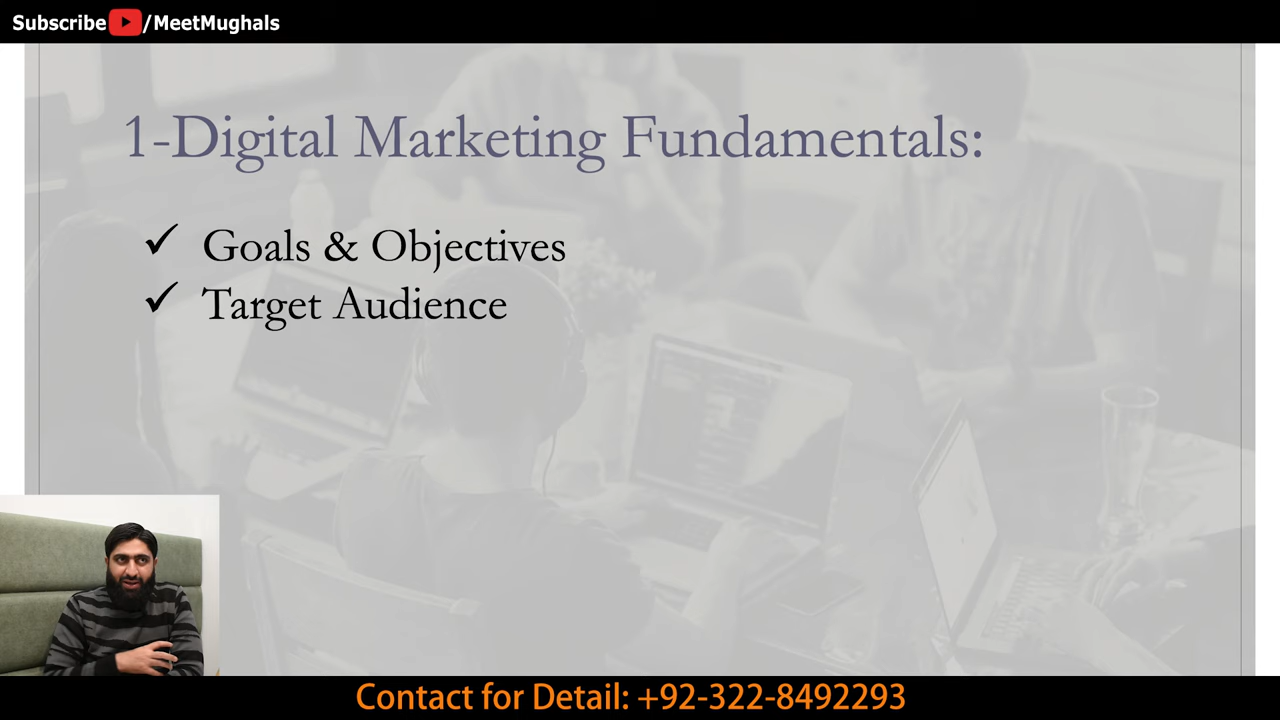 Subscribe /MeetMughals
1-Digital Marketing Fundamentals:
✓ Goals & Objectives
✓ Target Audience
Contact for Detail: +92-322-8492293